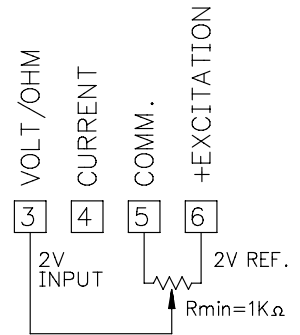 VOLT/OHM
CURRENT
COMM.
+EXCITATION
3
4
5
6
2V
INPUT
2V REF.
Rmin=1KΩ